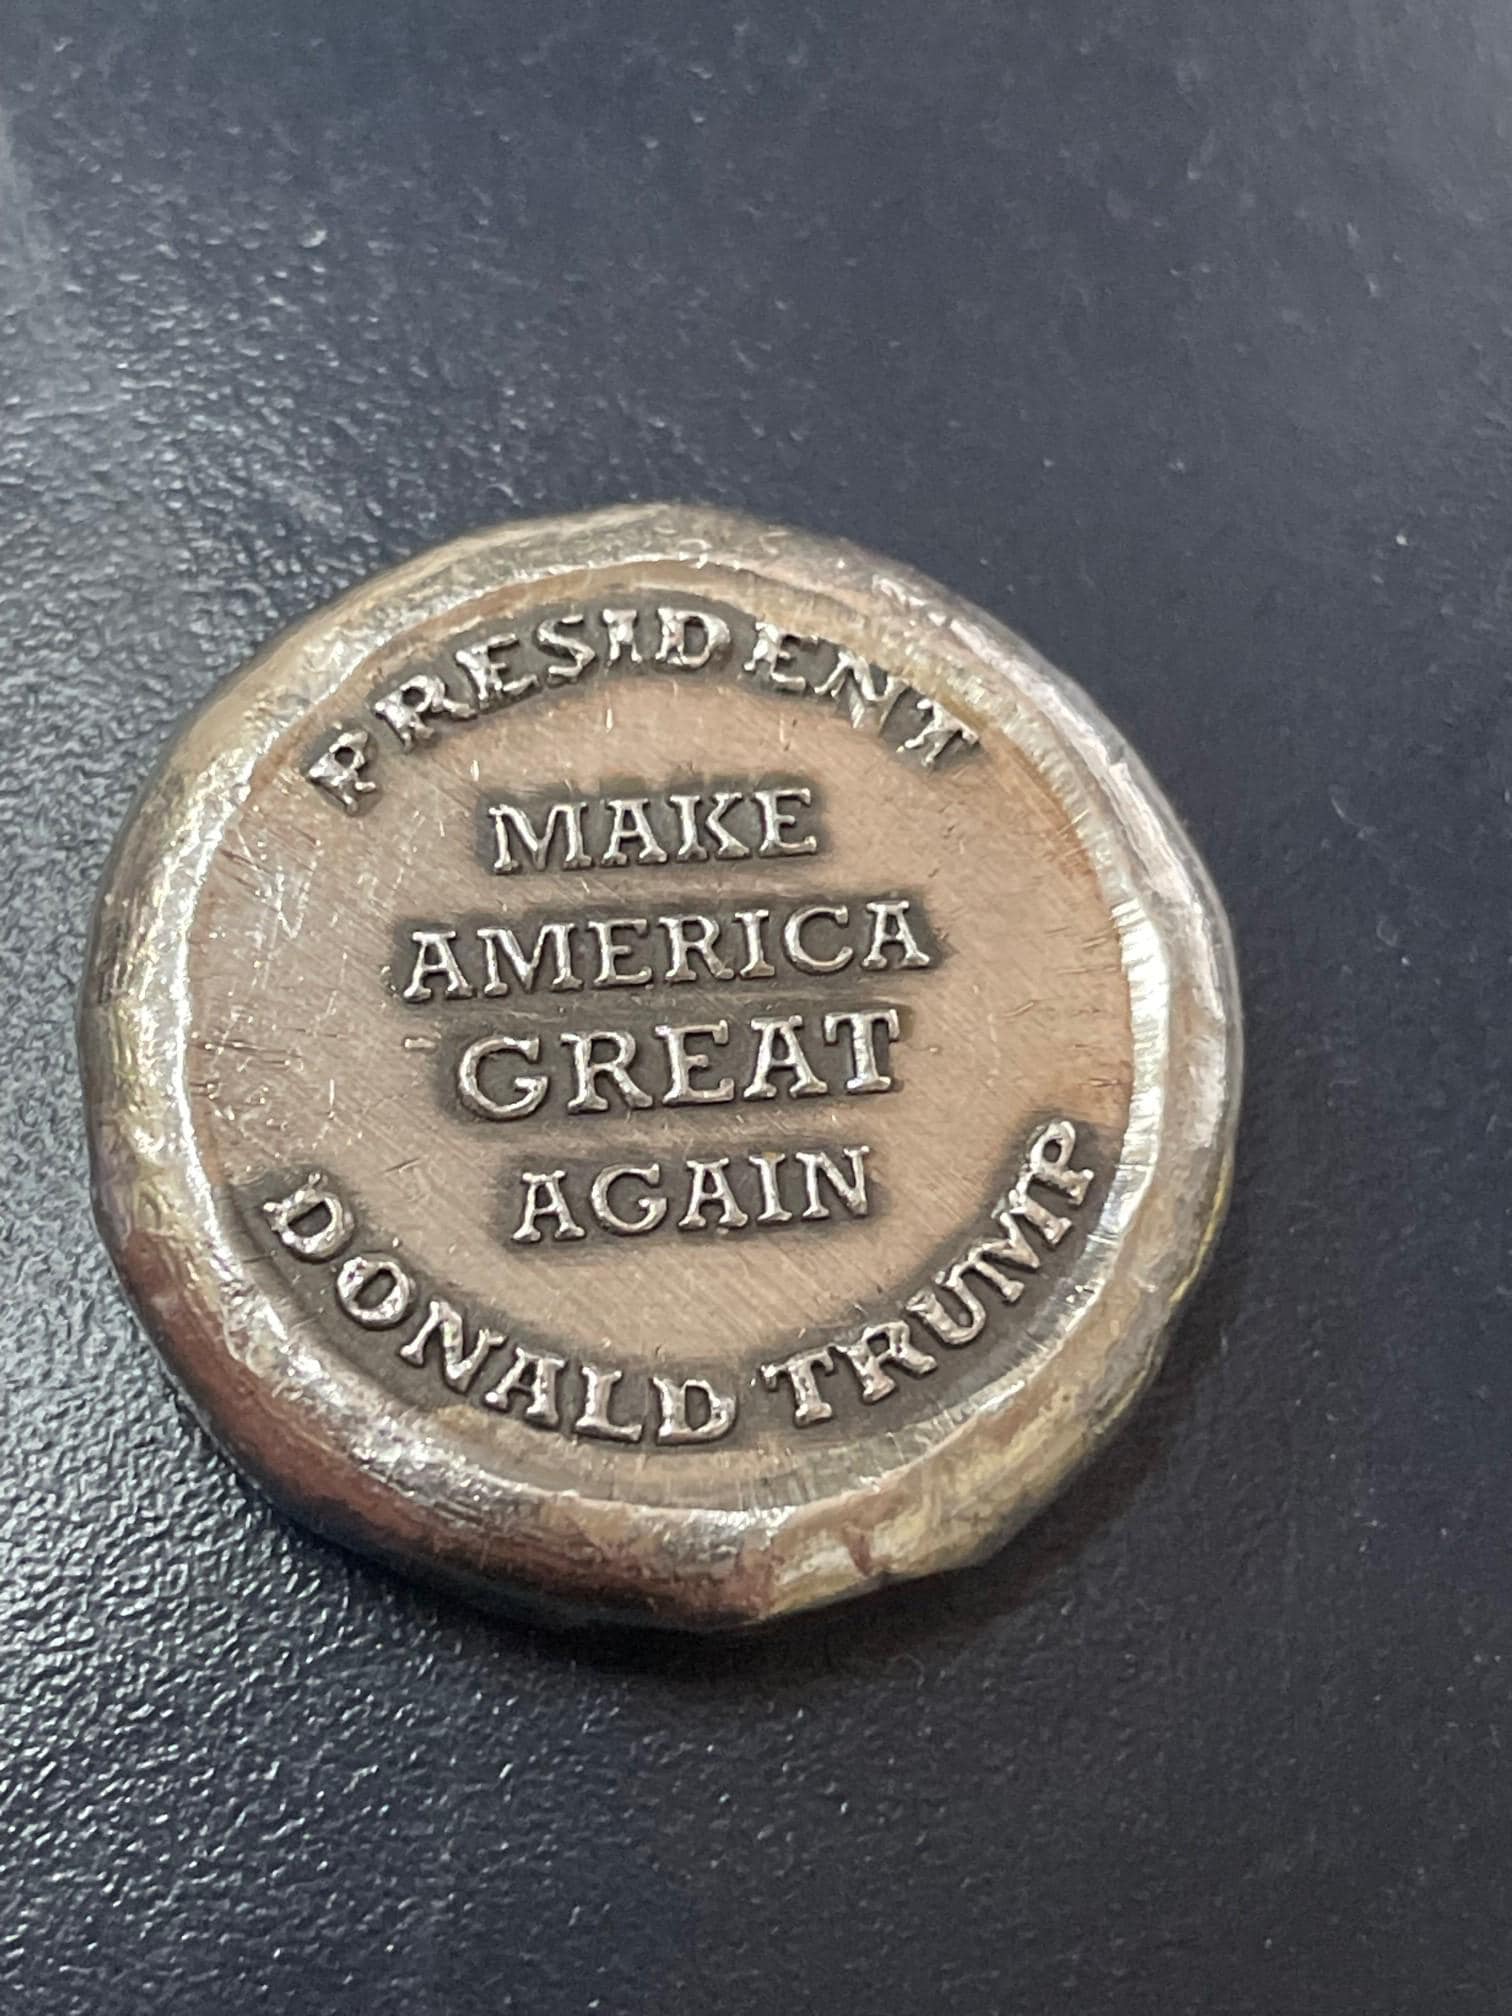 PRESIDENT
MAKE
AMERICA
GREAT
AGAIN
DONALD TRUMP